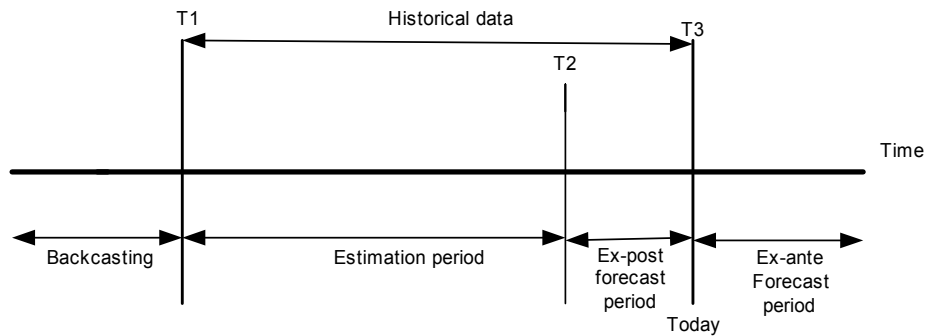 T1
Historical data
T3
T2
Time
Backcasting
Estimation period
Ex-post
forecast
period
Ex-ante
Forecast
period
Today